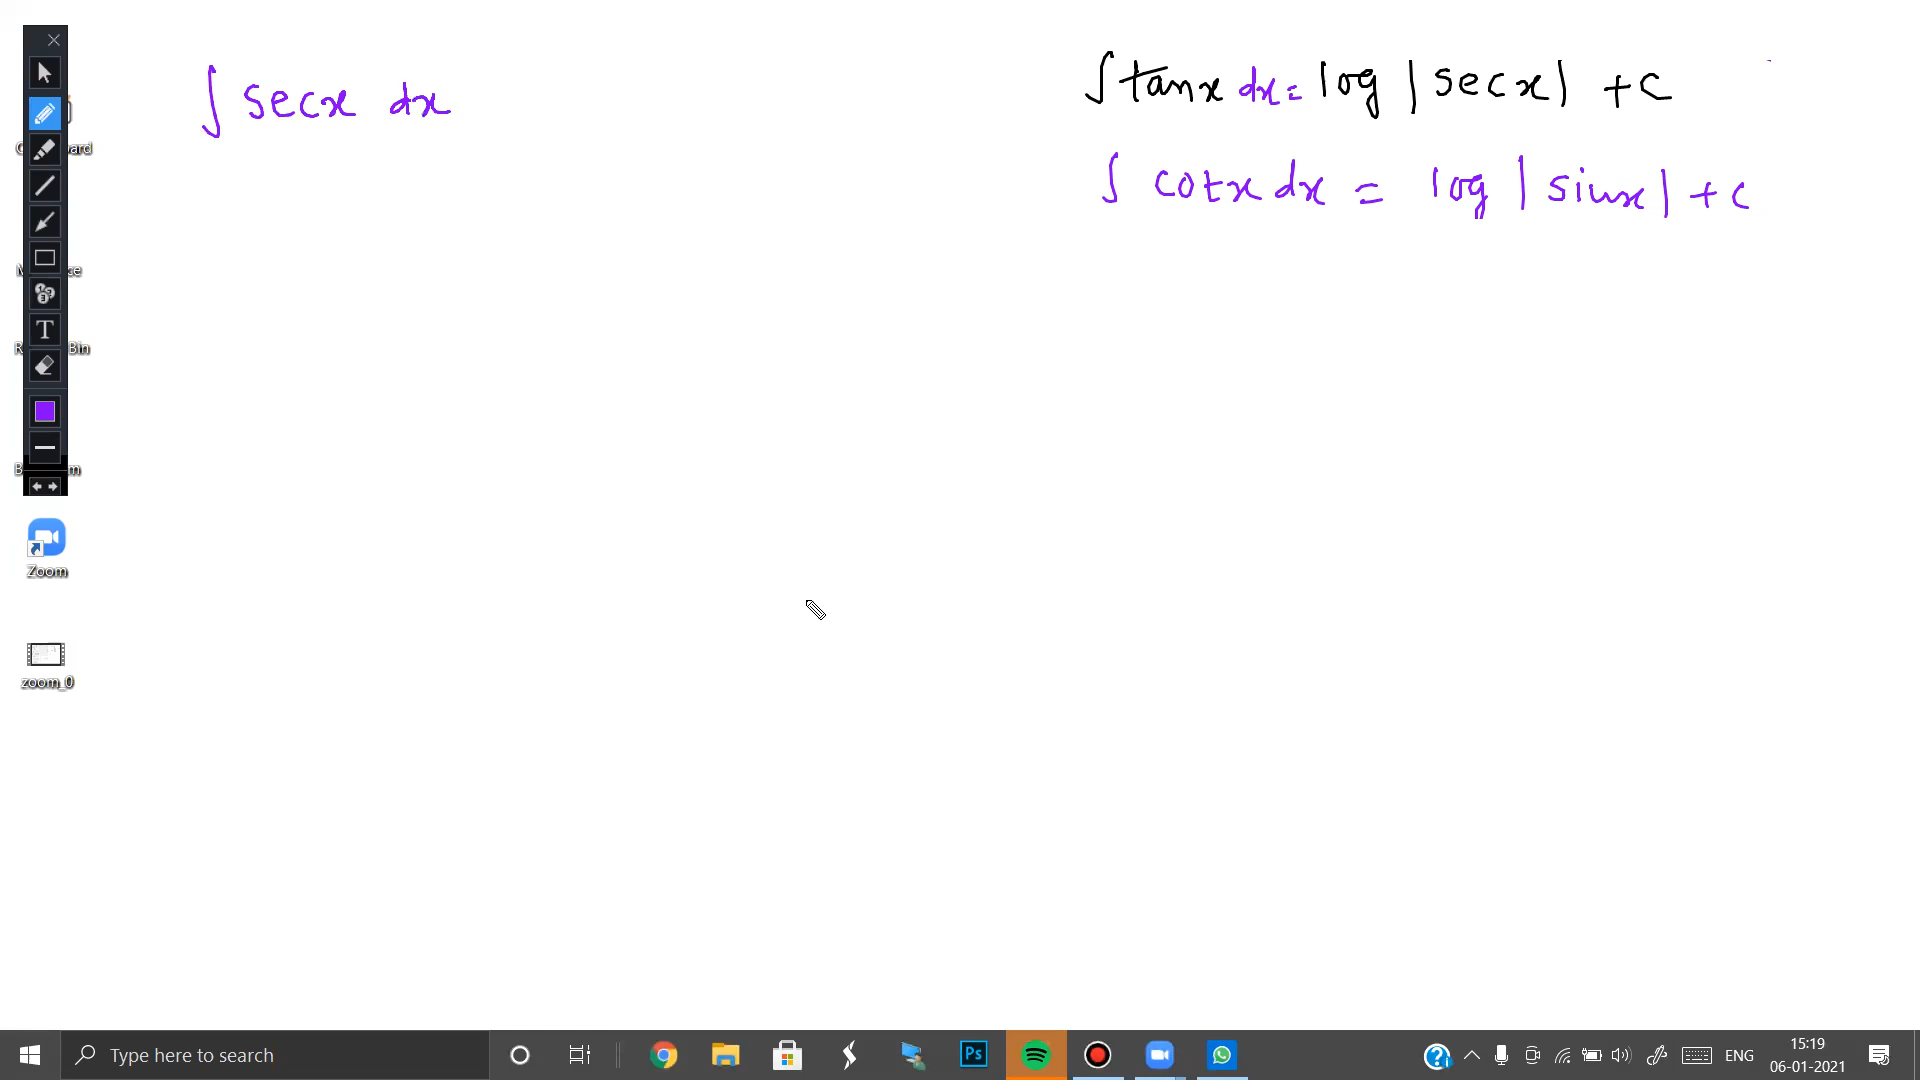 ∫ secx dx
∫tanx dx = log |secx| +c
∫ cotx dx = log |sinx| +c
T
Zoom
zoom_0
Type here to search
Ps
ENG
15:19
06-01-2021